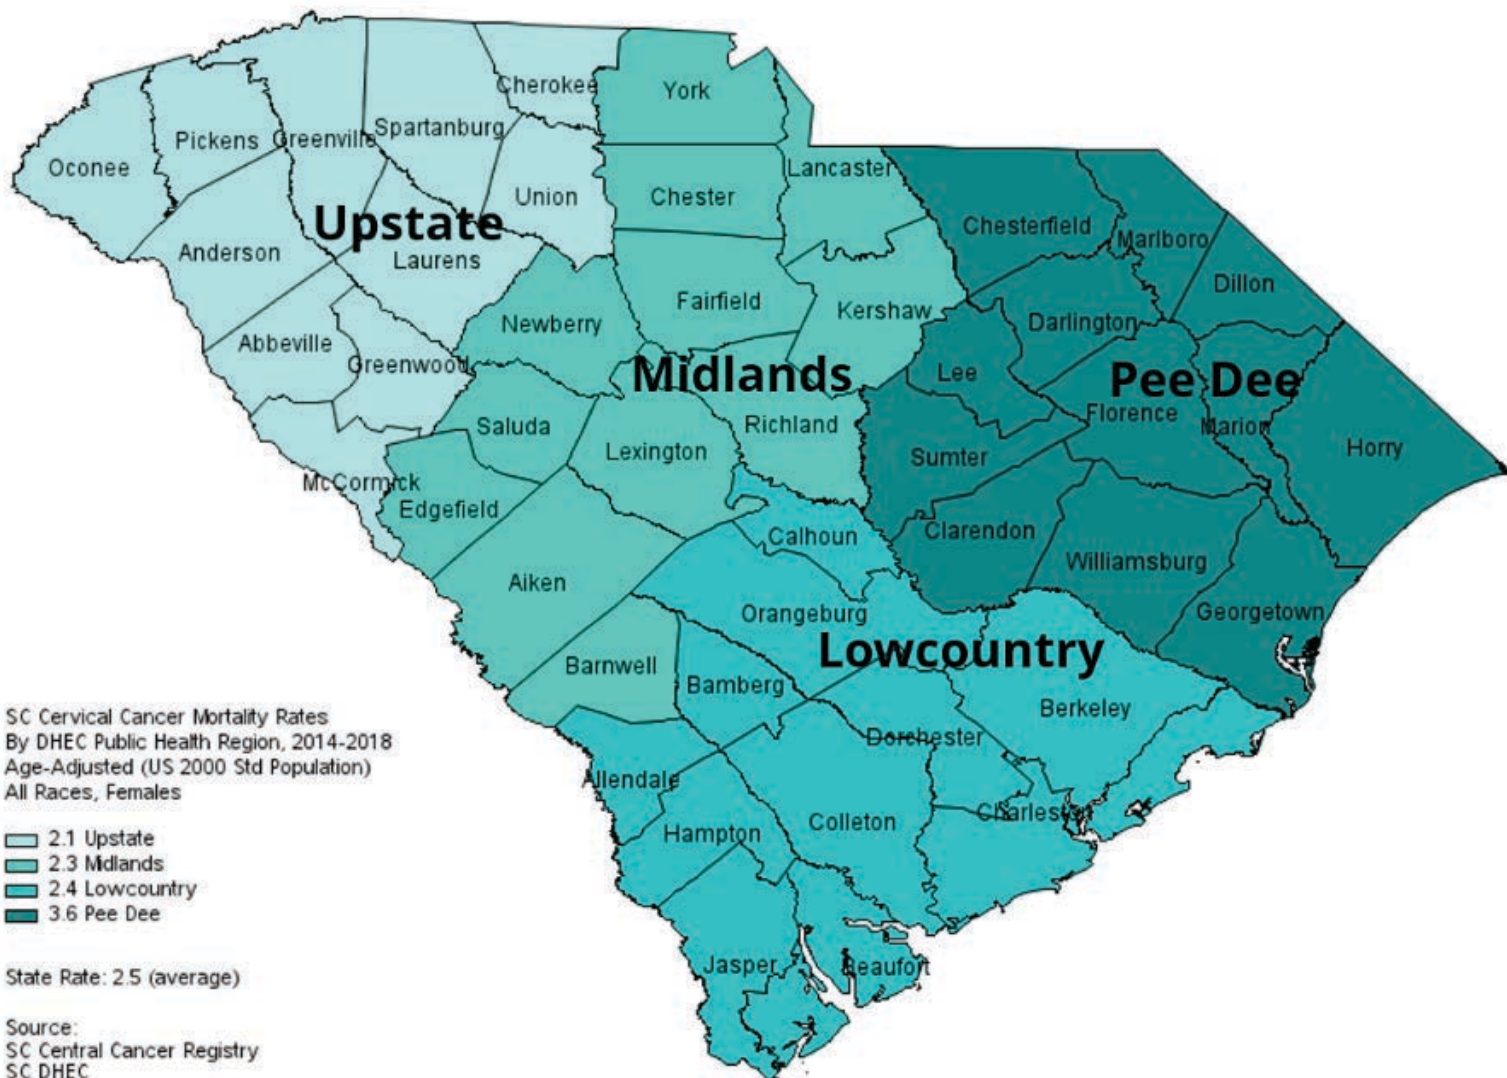 Cherokee
York
Pickens
Greenville
Spartanburg
Oconee
Lancaster
Union
Chester
Upstate
Chesterfield
Marlboro
Anderson
Laurens
Dillon
Fairfield
Kershaw
Newberry
Darlington
Abbeville
Greenwood
Midlands
Lee
Pee Dee
Florence
Marion
Saluda
Richland
Lexington
Sumter
Horry
McCormick
Edgefield
Calhoun
Clarendon
Williamsburg
Aiken
Orangeburg
Georgetown
Lowcountry
Barnwell
Bamberg
Berkeley
Dorchester
Allendale
Charleston
Hampton
Colleton
Jasper
Beaufort
SC Cervical Cancer Mortality Rates
By DHEC Public Health Region, 2014-2018
Age-Adjusted (US 2000 Std Population)
All Races, Females
2.1 Upstate
2.3 Midlands
2.4 Lowcountry
3.6 Pee Dee
State Rate: 2.5 (average)
Source:
SC Central Cancer Registry
SC DHEC